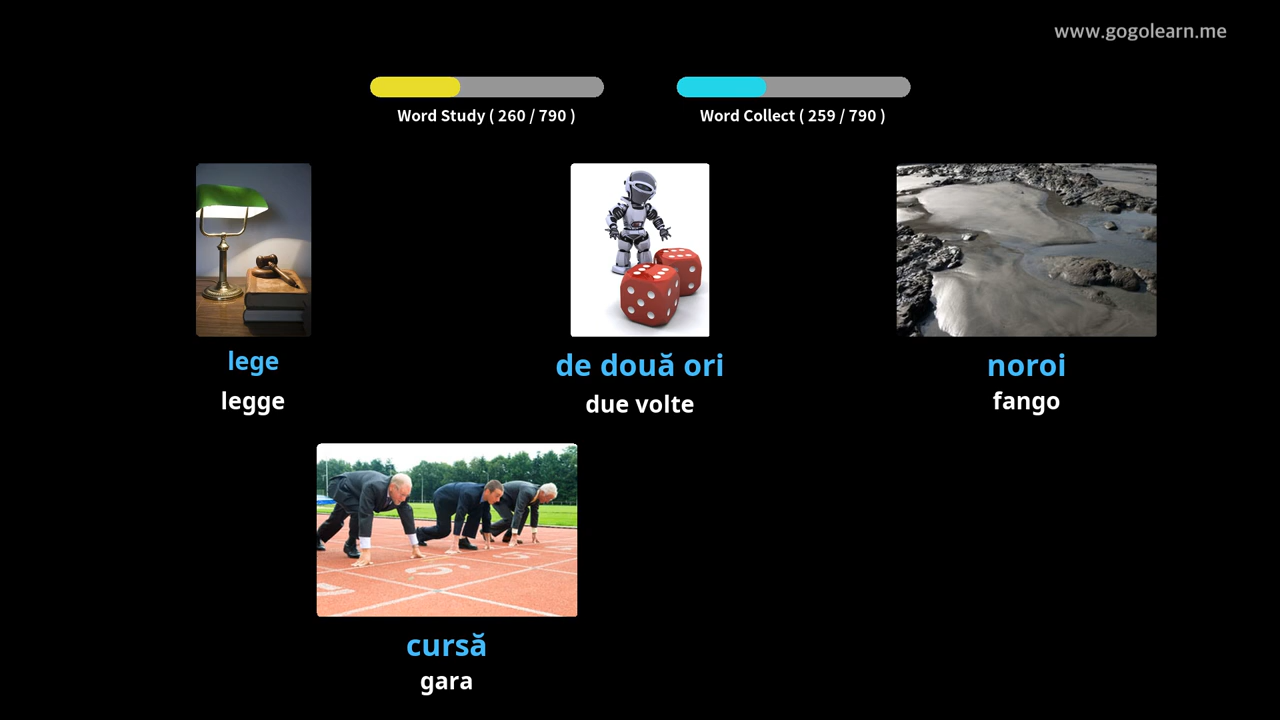 www.gogolearn.me
Word Study ( 260 / 790 )
Word Collect ( 259 / 790 )
lege
legge
de două ori
due volte
noroi
fango
cursă
gara